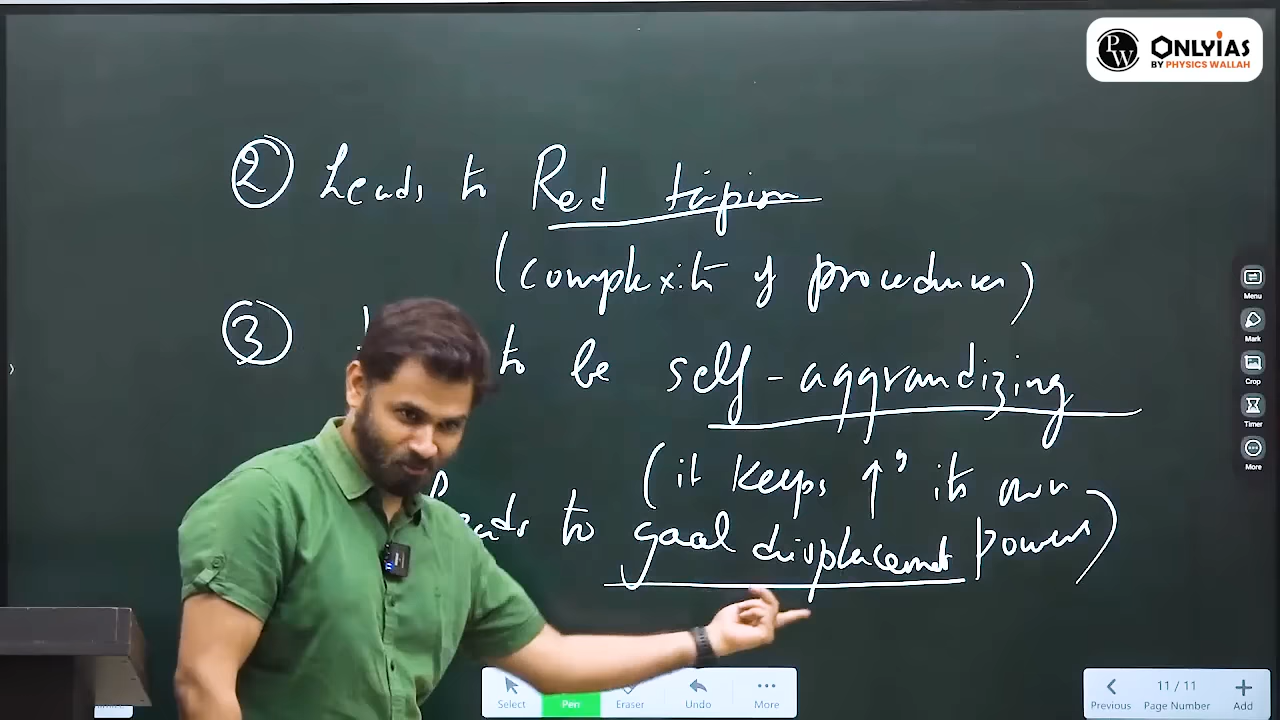 PW ONLYIAS
BY PHYSICS WALLAH
② Leads to Red tapism
(complexity of procedures)
③ to be self-aggrandizing
(it keeps ↑'s its own
powers)
leads to goal displacement
Menu
Mark
Crop
Timer
More
Select
Pen
Eraser
Undo
More
Previous
11 / 11
Page Number
Add